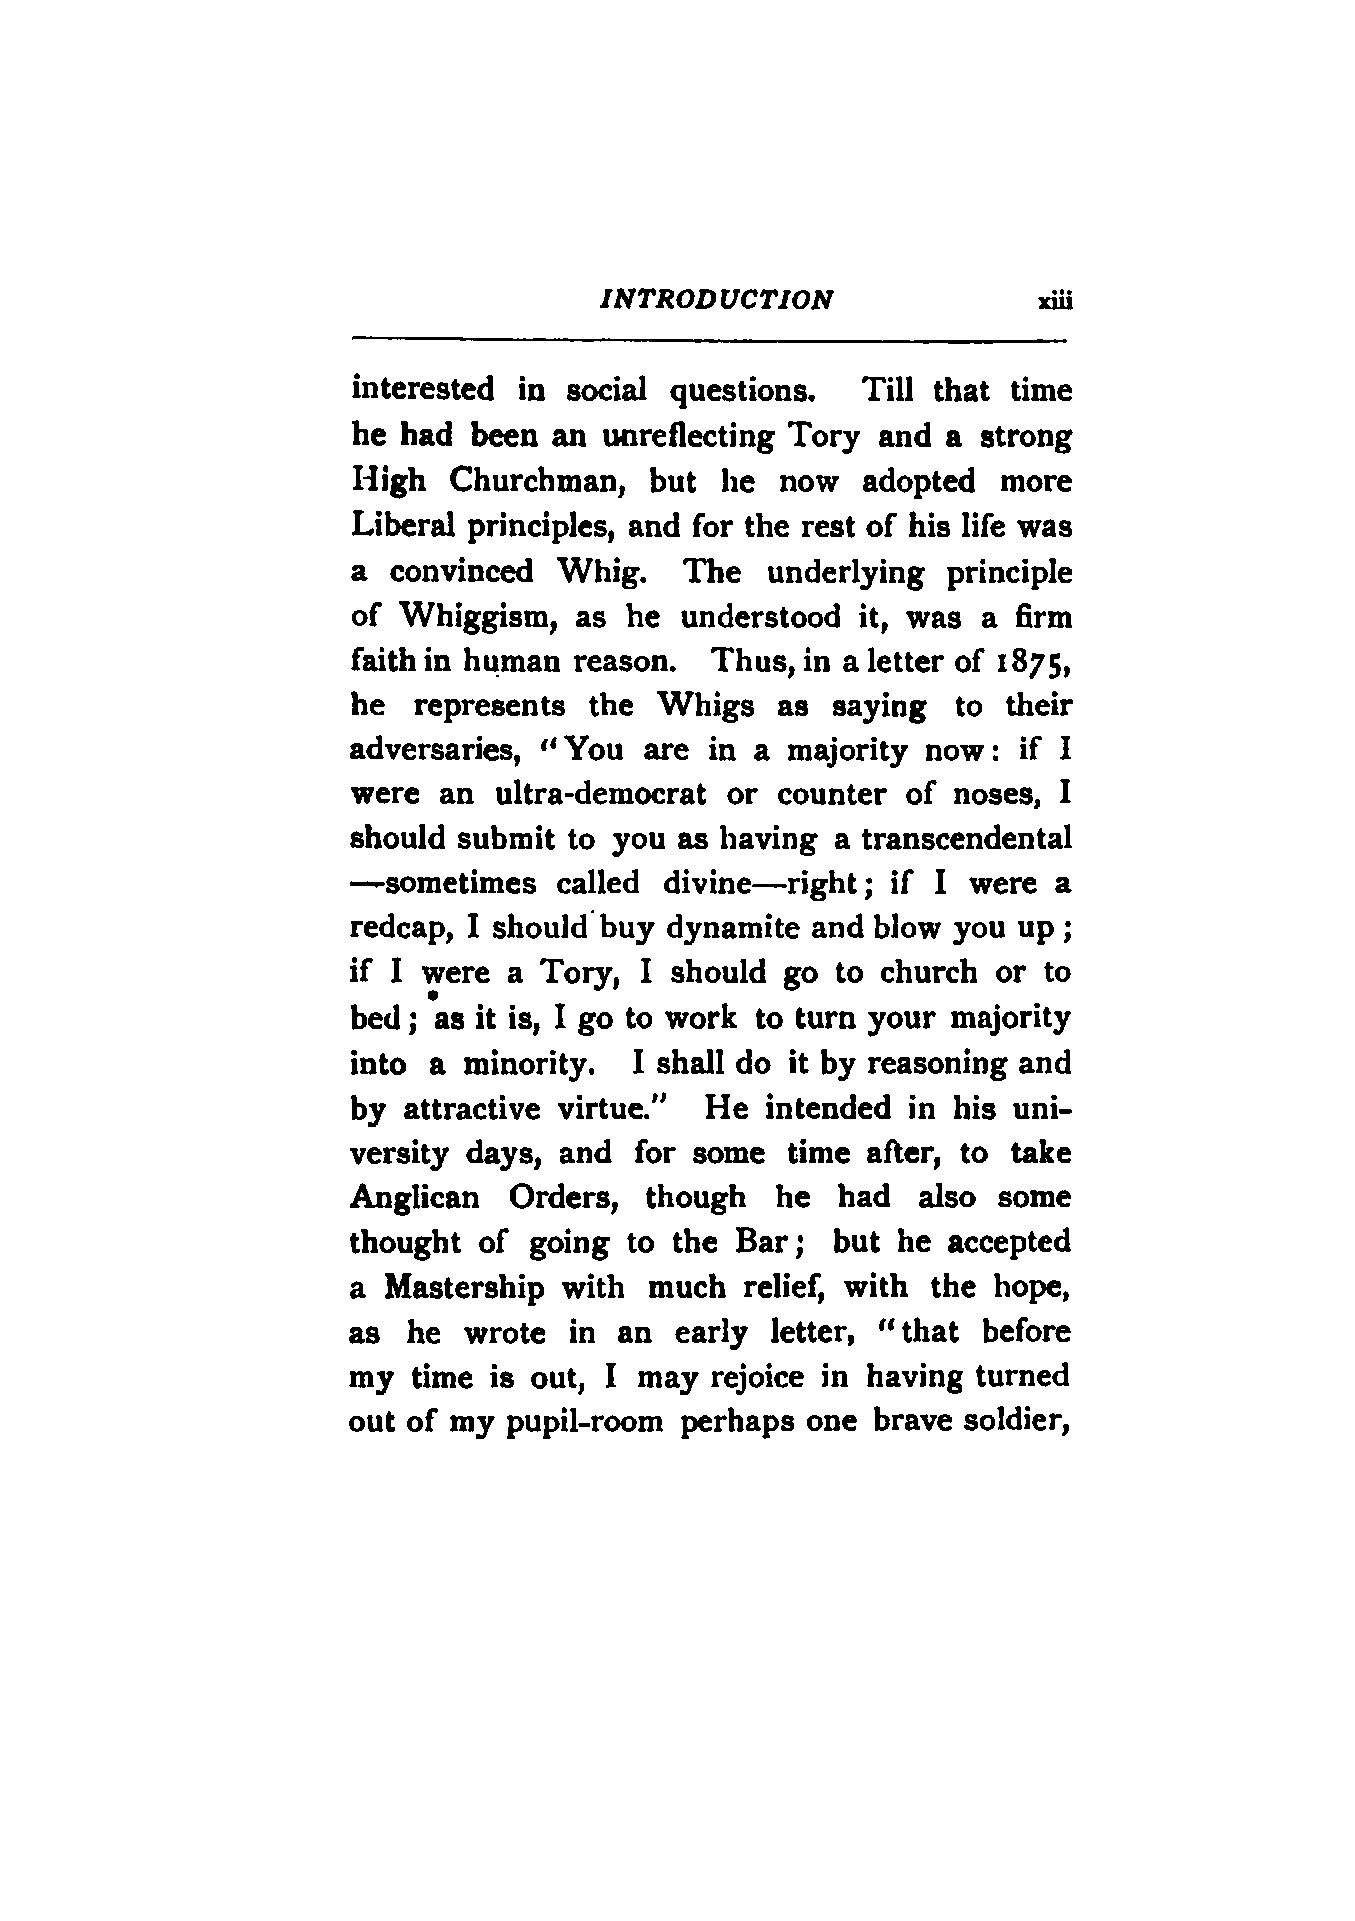 INTRODUCTION xiii
interested in social questions. Till that time
he had been an unreflecting Tory and a strong
High Churchman, but he now adopted more
Liberal principles, and for the rest of his life was
a convinced Whig. The underlying principle
of Whiggism, as he understood it, was a firm
faith in human reason. Thus, in a letter of 1875,
he represents the Whigs as saying to their
adversaries, "You are in a majority now: if I
were an ultra-democrat or counter of noses, I
should submit to you as having a transcendental
—sometimes called divine—right; if I were a
redcap, I should buy dynamite and blow you up;
if I were a Tory, I should go to church or to
bed; as it is, I go to work to turn your majority
into a minority. I shall do it by reasoning and
by attractive virtue." He intended in his uni-
versity days, and for some time after, to take
Anglican Orders, though he had also some
thought of going to the Bar; but he accepted
a Mastership with much relief, with the hope,
as he wrote in an early letter, "that before
my time is out, I may rejoice in having turned
out of my pupil-room perhaps one brave soldier,